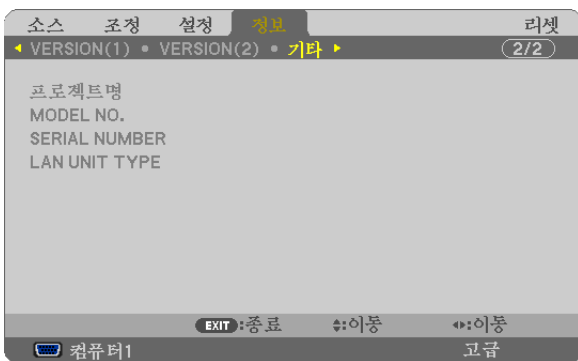 소스 조정 설정 정보 리셋
VERSION(1) ● VERSION(2) ● 기타 2/2
프로젝트명
MODEL NO.
SERIAL NUMBER
LAN UNIT TYPE
EXIT :종료 :이동 :이동
컴퓨터1 고급